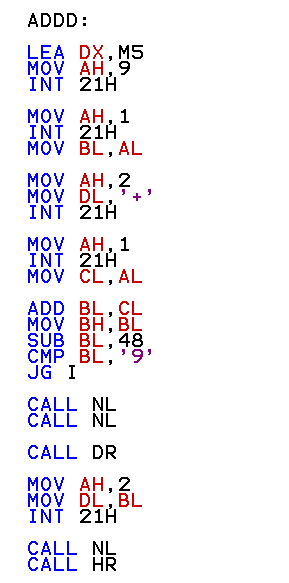 ADDD:
LEA DX,M5
MOV AH,9
INT 21H
MOV AH,1
INT 21H
MOV BL,AL
MOV AH,2
MOV DL,'+'
INT 21H
MOV AH,1
INT 21H
MOV CL,AL
ADD BL,CL
MOV BH,BL
SUB BL,48
CMP BL,'9'
JG I
CALL NL
CALL NL
CALL DR
MOV AH,2
MOV DL,BL
INT 21H
CALL NL
CALL HR